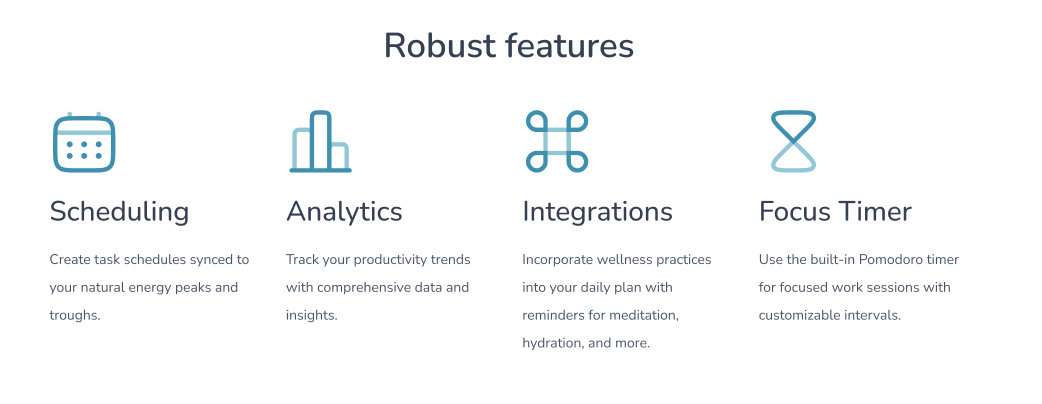 Robust features
Scheduling
Create task schedules synced to
your natural energy peaks and
troughs.
Analytics
Track your productivity trends
with comprehensive data and
insights.
Integrations
Incorporate wellness practices
into your daily plan with
reminders for meditation,
hydration, and more.
Focus Timer
Use the built-in Pomodoro timer
for focused work sessions with
customizable intervals.